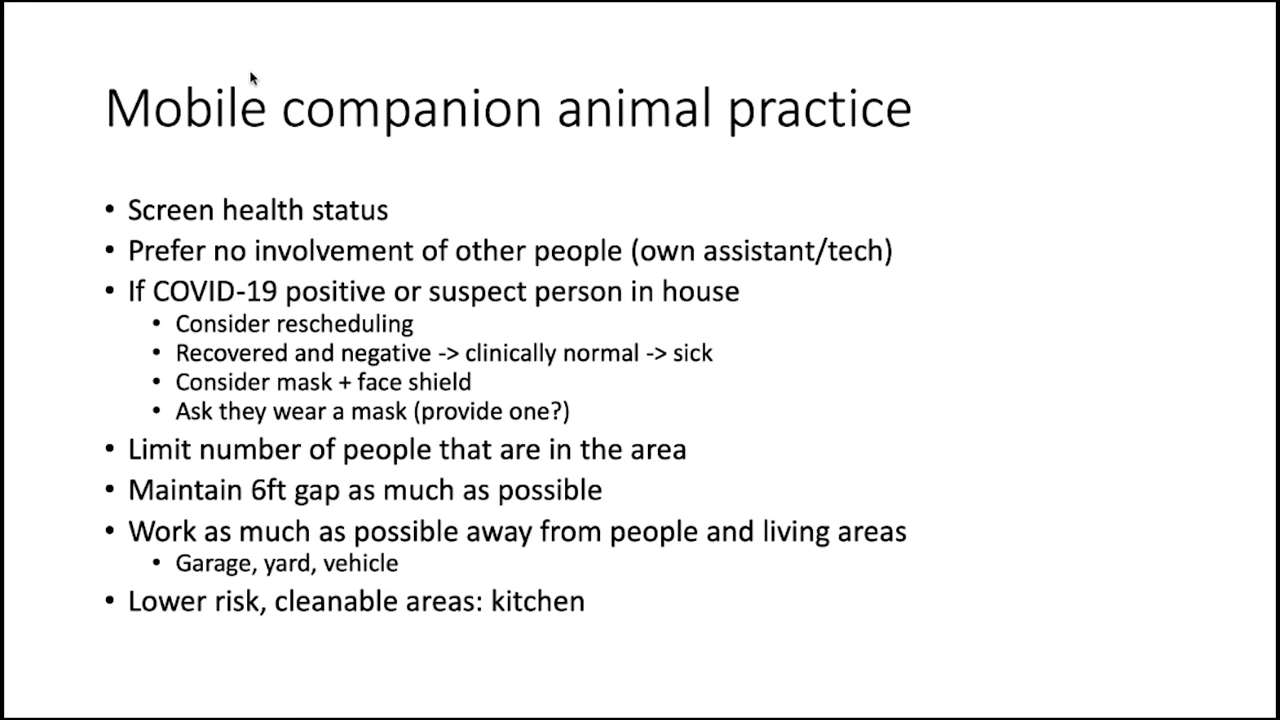 Mobile companion animal practice
• Screen health status
• Prefer no involvement of other people (own assistant/tech)
• If COVID-19 positive or suspect person in house
• Consider rescheduling
• Recovered and negative -> clinically normal -> sick
• Consider mask + face shield
• Ask they wear a mask (provide one?)
• Limit number of people that are in the area
• Maintain 6ft gap as much as possible
• Work as much as possible away from people and living areas
• Garage, yard, vehicle
• Lower risk, cleanable areas: kitchen